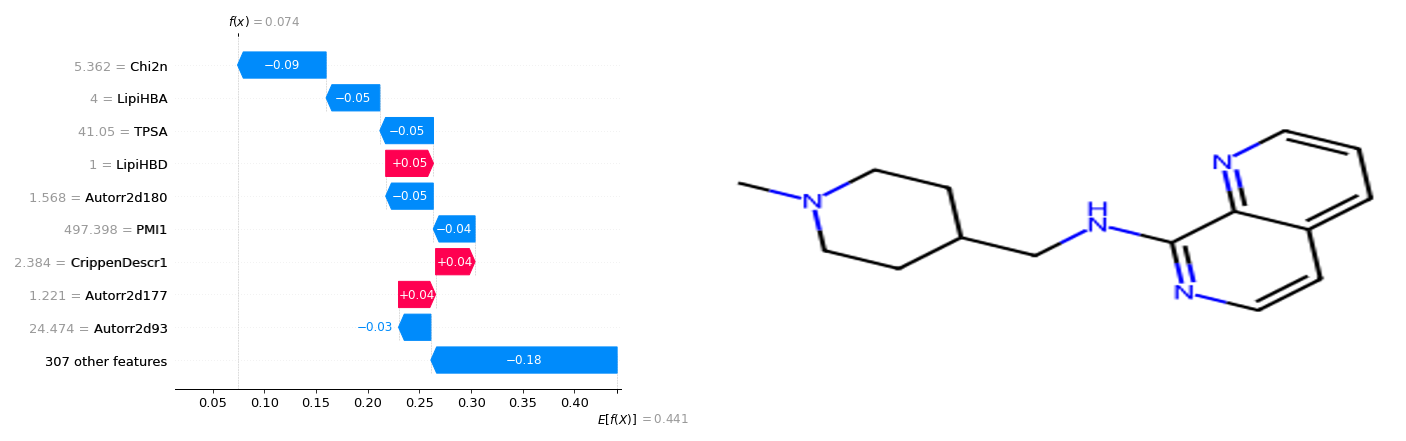 f(x) = 0.074
5.362 = Chi2n
−0.09
4 = LipiHBA
−0.05
41.05 = TPSA
−0.05
1 = LipiHBD
+0.05
1.568 = Autorr2d180
−0.05
497.398 = PMI1
−0.04
2.384 = CrippenDescr1
+0.04
1.221 = Autorr2d177
+0.04
24.474 = Autorr2d93
−0.03
307 other features
−0.18
0.05 0.10 0.15 0.20 0.25 0.30 0.35 0.40
E[f(X)] = 0.441
N
N
H
N
N